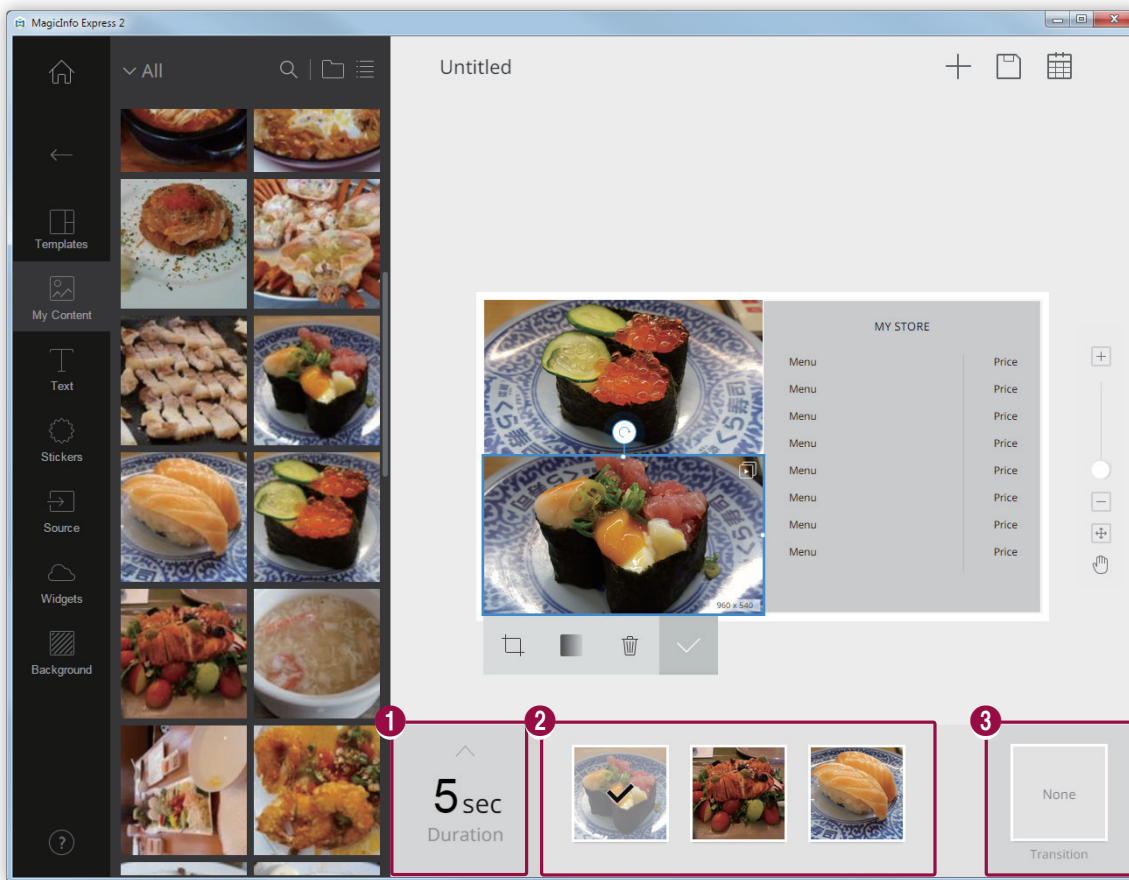 MagicInfo Express 2
All
Untitled
Templates
My Content
Text
Stickers
Source
Widgets
Background
?
MY STORE
Menu Price
Menu Price
Menu Price
Menu Price
Menu Price
Menu Price
Menu Price
Menu Price
960 x 540
1
5 sec
Duration
2
3
None
Transition